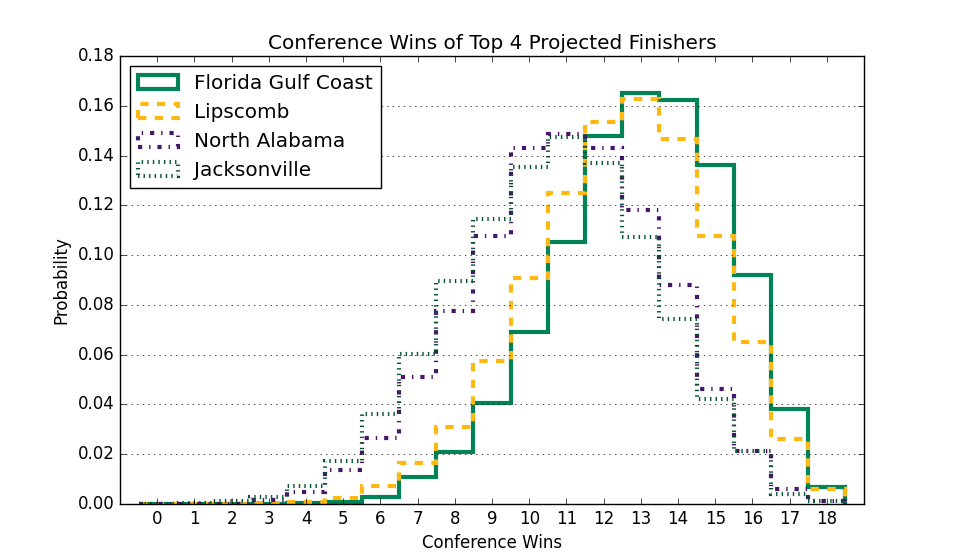 Conference Wins of Top 4 Projected Finishers
0.18
0.16
0.14
0.12
0.10
0.08
0.06
0.04
0.02
0.00
Probability
Florida Gulf Coast
Lipscomb
North Alabama
Jacksonville
0 1 2 3 4 5 6 7 8 9 10 11 12 13 14 15 16 17 18
Conference Wins